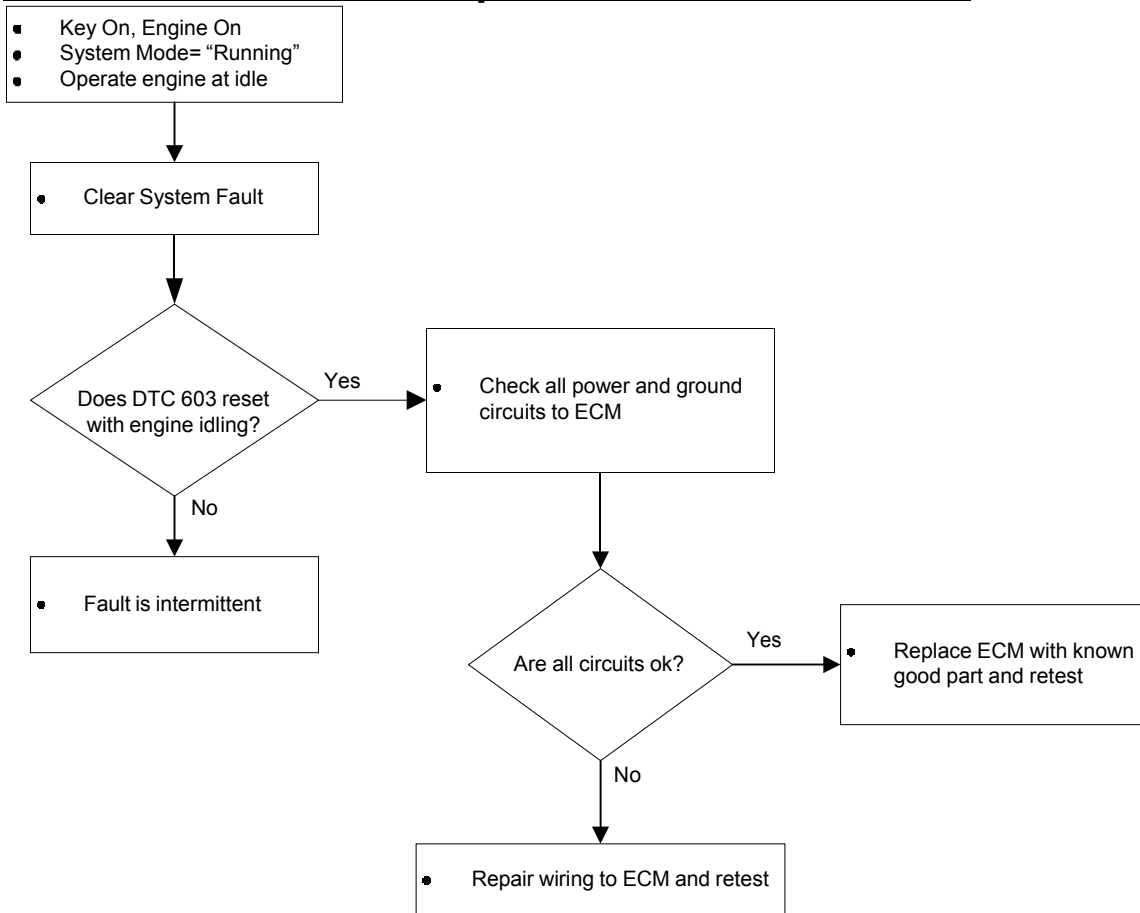 • Key On, Engine On
• System Mode= “Running”
• Operate engine at idle
• Clear System Fault
Does DTC 603 reset
with engine idling?
Yes
• Check all power and ground
circuits to ECM
No
• Fault is intermittent
Are all circuits ok?
Yes
• Replace ECM with known
good part and retest
No
• Repair wiring to ECM and retest